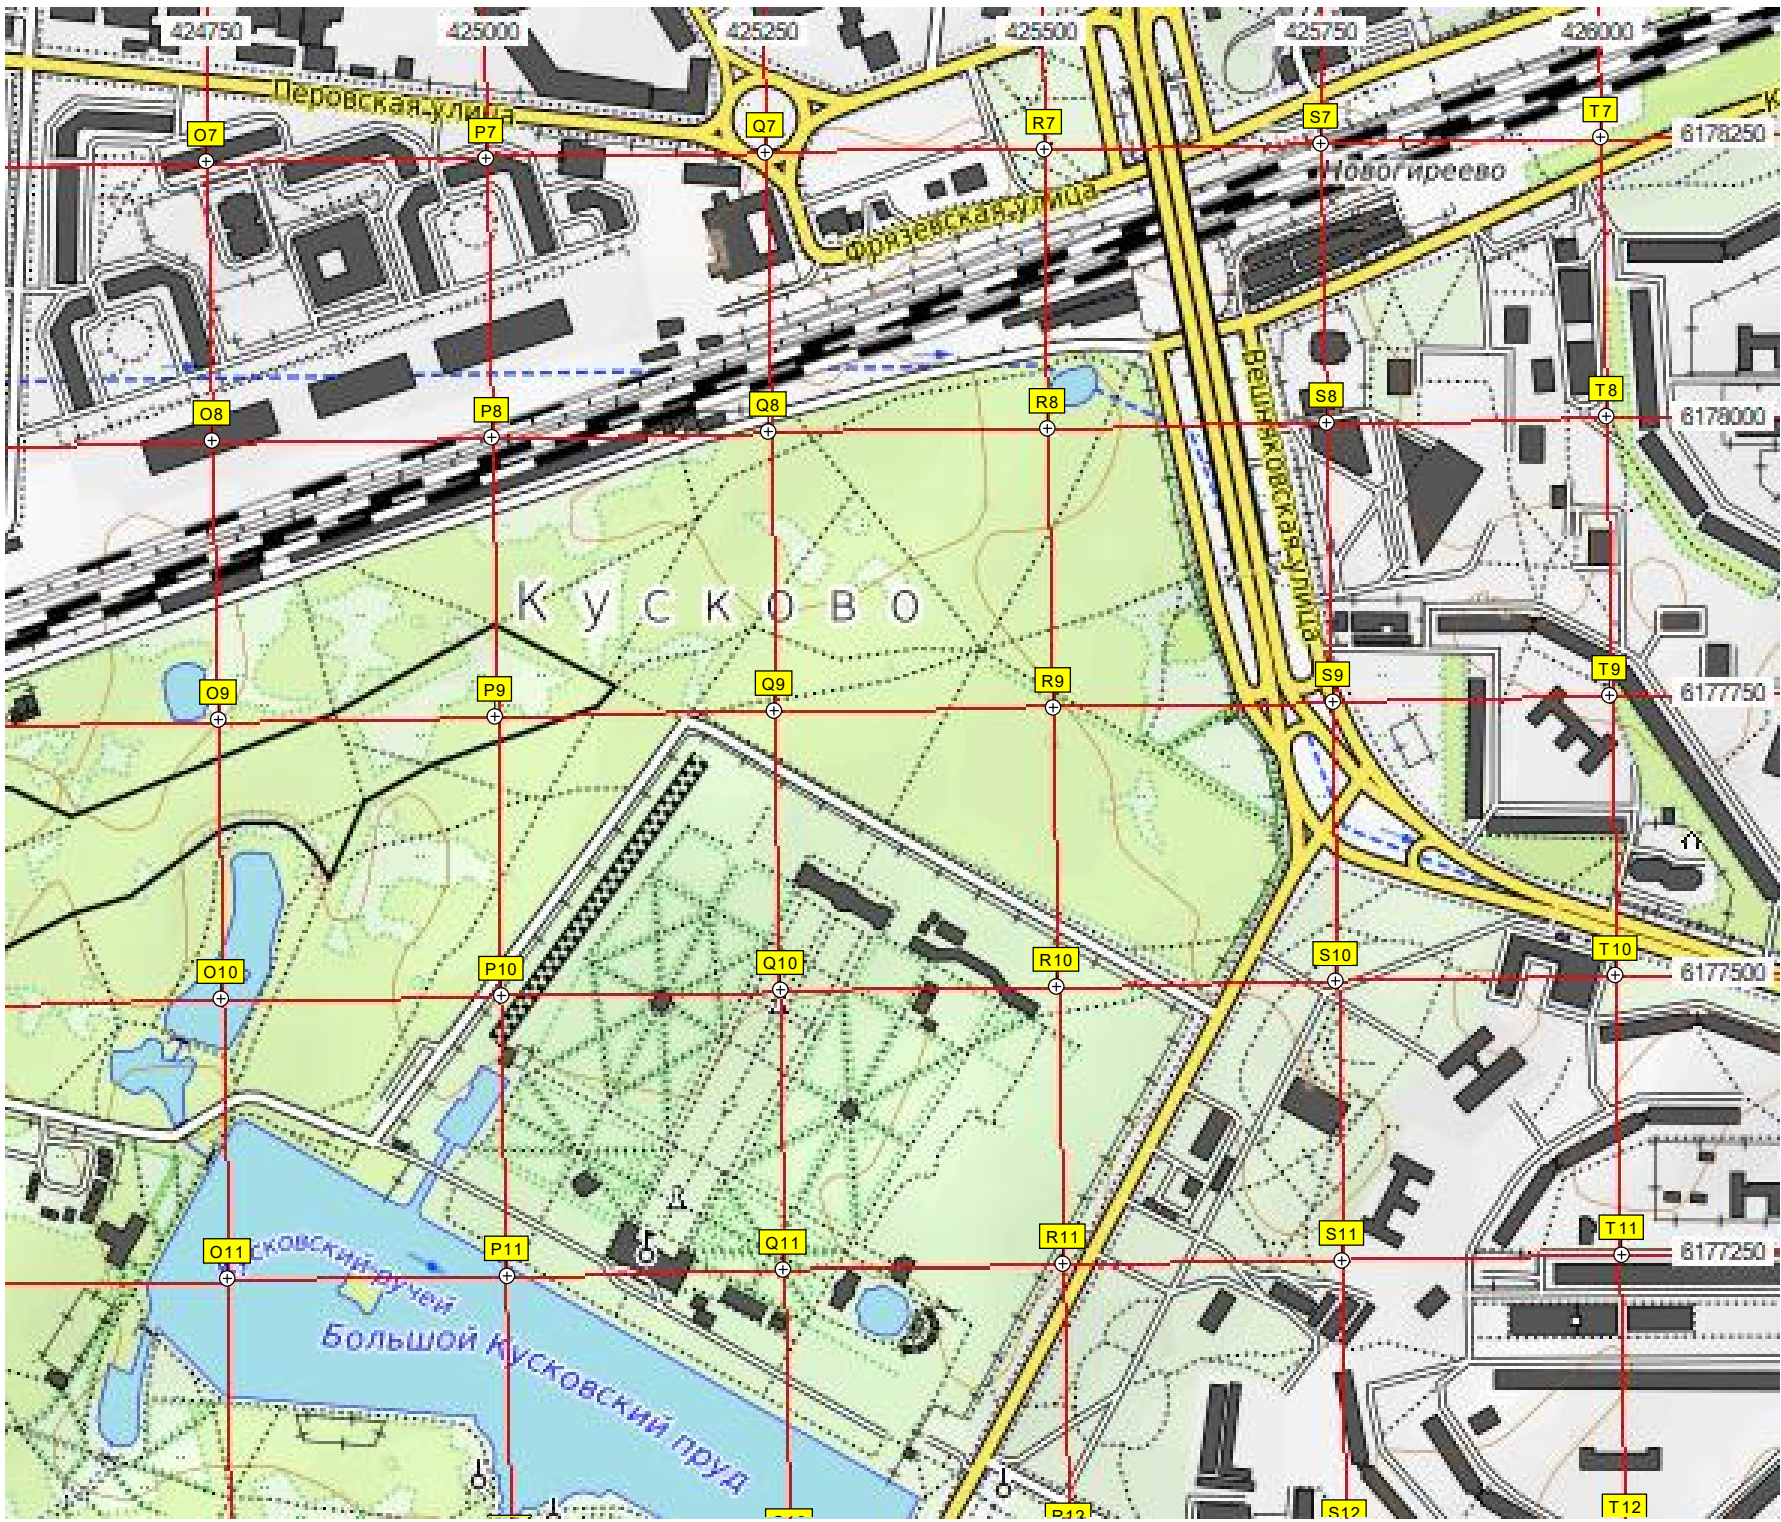 424750 425000 425250 425500 425750 426000
Перовская улица
O7 P7 Q7 R7 S7 T7
6178250
Новогиреево
Фрязевская улица
O8 P8 Q8 R8 S8 T8
6178000
Вешняковская улица
Кусково
O9 P9 Q9 R9 S9 T9
6177750
O10 P10 Q10 R10 S10 T10
6177500
O11 P11 Q11 R11 S11 T11
6177250
ручей
Большой Кусковский пруд
S12 T12